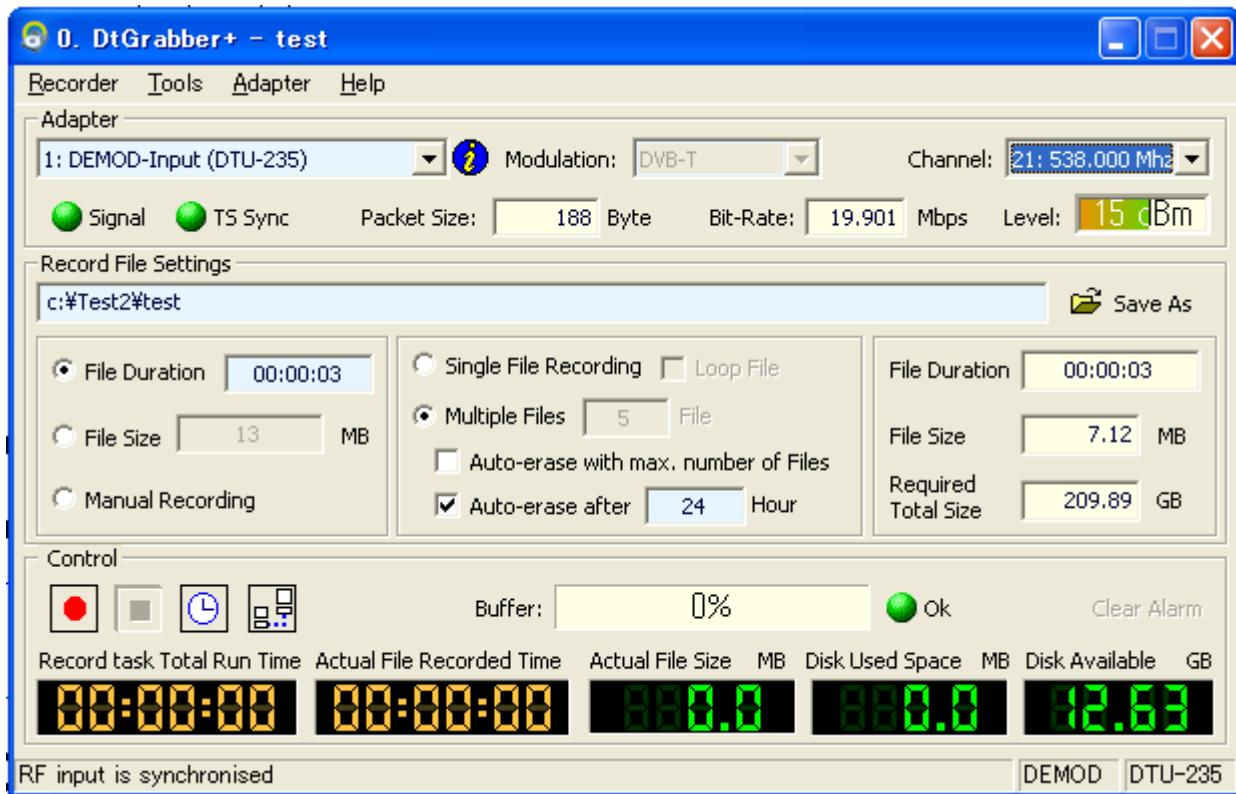 0. DtGrabber+ - test
Recorder Tools Adapter Help
Adapter
1: DEMOD-Input (DTU-235) Modulation: DVB-T Channel: 21: 538.000 Mhz
Signal TS Sync Packet Size: 188 Byte Bit-Rate: 19.901 Mbps Level: 15 dBm
Record File Settings
c:¥Test2¥test Save As
File Duration 00:00:03 Single File Recording Loop File File Duration 00:00:03
File Size 13 MB Multiple Files 5 File File Size 7.12 MB
Auto-erase with max. number of Files
Manual Recording Auto-erase after 24 Hour Required Total Size 209.89 GB
Control
Buffer: 0% Ok Clear Alarm
Record task Total Run Time Actual File Recorded Time Actual File Size MB Disk Used Space MB Disk Available GB
00:00:00 00:00:00 0.0 0.0 12.63
RF input is synchronised DEMOD DTU-235